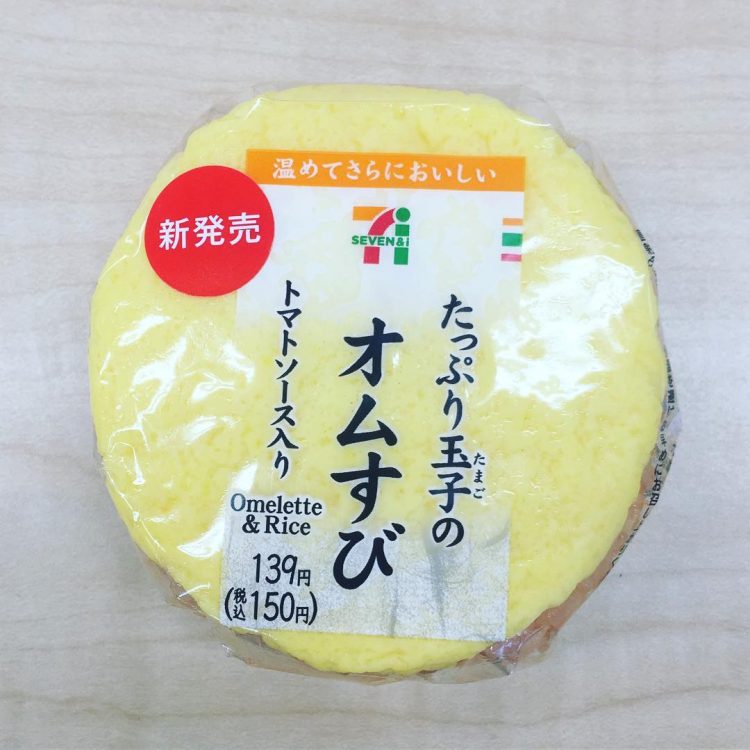 温めてさらにおいしい
新発売
SEVEN&i
たっぷり玉子の
たまご
オムすび
トマトソース入り
Omelette
& Rice
139円
(税込150円)